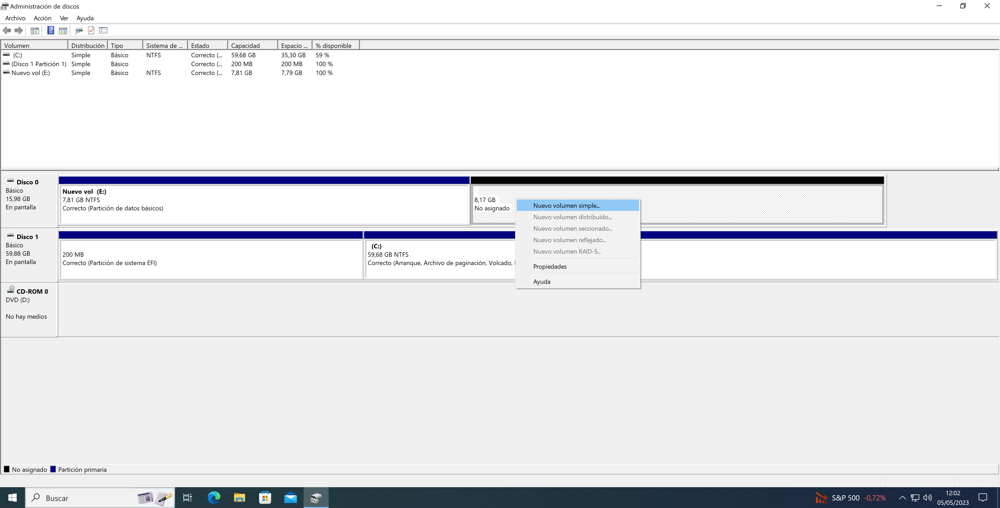 Administración de discos
Archivo Acción Ver Ayuda
Volumen Distribución Tipo Sistema de ... Estado Capacidad Espacio ... % disponible
(C:) Simple Básico NTFS Correcto (... 59,68 GB 35,30 GB 59 %
(Disco 1 Partición 1) Simple Básico Correcto (... 200 MB 200 MB 100 %
Nuevo vol (E:) Simple Básico NTFS Correcto (... 7,81 GB 7,79 GB 100 %
Disco 0
Básico
15,98 GB
En pantalla
Nuevo vol (E:)
7,81 GB NTFS
Correcto (Partición de datos básicos)
8,17 GB
No asignado
Nuevo volumen simple...
Nuevo volumen distribuido...
Nuevo volumen seccionado...
Nuevo volumen reflejado...
Nuevo volumen RAID-5...
Propiedades
Ayuda
Disco 1
Básico
59,88 GB
En pantalla
200 MB
Correcto (Partición de sistema EFI)
(C:)
59,68 GB NTFS
Correcto (Arranque, Archivo de paginación, Volcado,
CD-ROM 0
DVD (D:)
No hay medios
No asignado Partición primaria
Buscar
S&P 500 -0,72%
12:02
05/05/2023